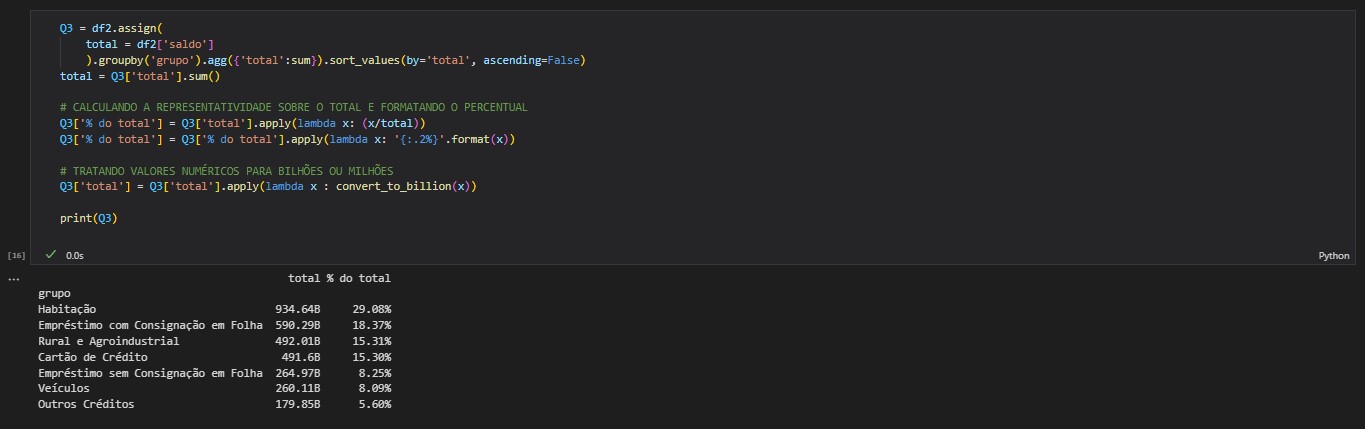 Q3 = df2.assign(
    total = df2['saldo']
    ).groupby('grupo').agg({'total':sum}).sort_values(by='total', ascending=False)
total = Q3['total'].sum()
# CALCULANDO A REPRESENTATIVIDADE SOBRE O TOTAL E FORMATANDO O PERCENTUAL
Q3['% do total'] = Q3['total'].apply(lambda x: (x/total))
Q3['% do total'] = Q3['% do total'].apply(lambda x: '{:.2%}'.format(x))
# TRATANDO VALORES NUMÉRICOS PARA BILHÕES OU MILHÕES
Q3['total'] = Q3['total'].apply(lambda x : convert_to_billion(x))
print(Q3)
[16] ✓ 0.0s Python
... total % do total
grupo
Habitação 934.64B 29.08%
Empréstimo com Consignação em Folha 590.29B 18.37%
Rural e Agroindustrial 492.01B 15.31%
Cartão de Crédito 491.6B 15.30%
Empréstimo sem Consignação em Folha 264.97B 8.25%
Veículos 260.11B 8.09%
Outros Créditos 179.85B 5.60%